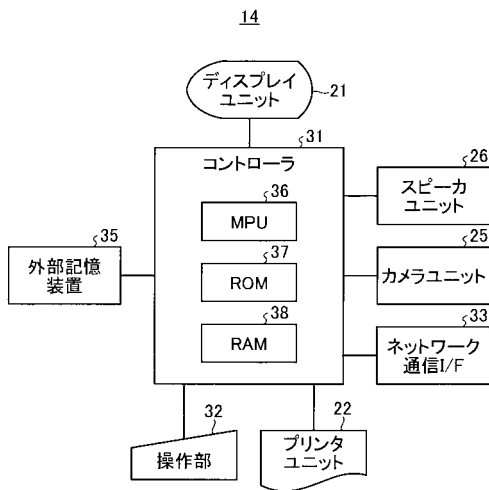 14
ディスプレイ
ユニット
21
31
コントローラ
36
MPU
37
ROM
38
RAM
35
外部記憶
装置
26
スピーカ
ユニット
25
カメラユニット
33
ネットワーク
通信I/F
32
操作部
22
プリンタ
ユニット